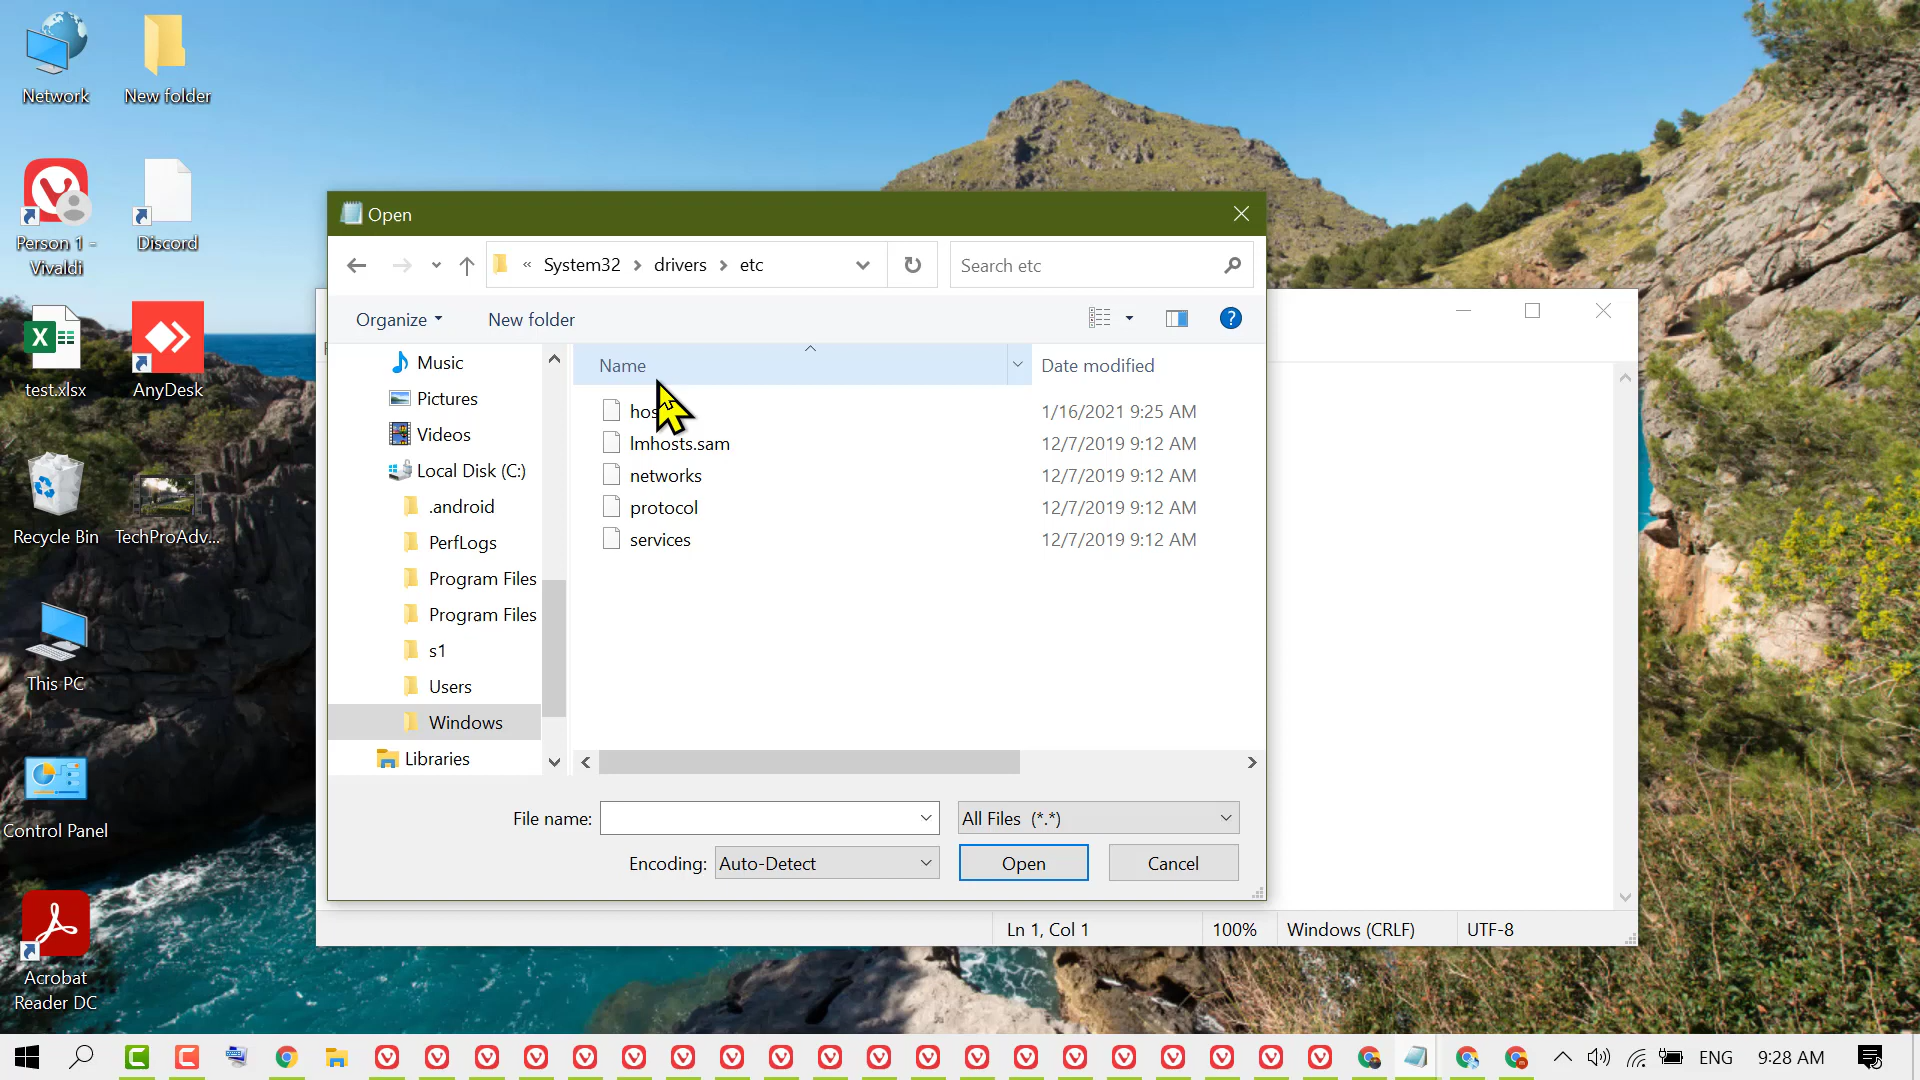 Network
New folder
Person 1 -
Vivaldi
Discord
test.xlsx
AnyDesk
Recycle Bin
TechProAdv...
This PC
Control Panel
Acrobat
Reader DC
Open
« System32 > drivers > etc
Search etc
Organize
New folder
Music
Pictures
Videos
Local Disk (C:)
.android
PerfLogs
Program Files
Program Files
s1
Users
Windows
Libraries
Name
Date modified
1/16/2021 9:25 AM
lmhosts.sam
12/7/2019 9:12 AM
networks
12/7/2019 9:12 AM
protocol
12/7/2019 9:12 AM
services
12/7/2019 9:12 AM
File name:
All Files (*.*)
Encoding:
Auto-Detect
Open
Cancel
Ln 1, Col 1
100%
Windows (CRLF)
UTF-8
ENG
9:28 AM